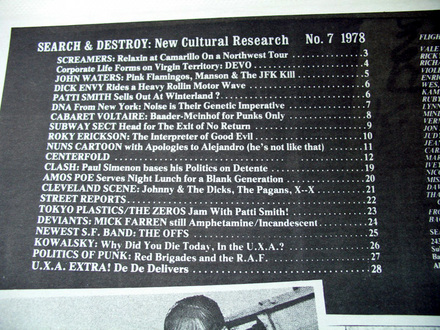 SEARCH & DESTROY: New Cultural Research No. 7 1978
SCREAMERS: Relaxin at Camarillo On a Northwest Tour 3
Corporate Life Forms on Virgin Territory: DEVO 4
JOHN WATERS: Pink Flamingos, Manson & The JFK Kill 5
DICK ENVY Rides a Heavy Rollin Motor Wave 6
PATTI SMITH Sells Out At Winterland ? 6
DNA From New York: Noise is Their Genetic Imperative 7
CABARET VOLTAIRE: Baader-Meinhof for Punks Only 8
SUBWAY SECT Head for The Exit of No Return 9
ROKY ERICKSON: The Interpreter of Good Evil 10
NUNS CARTOON with Apologies to Alejandro (he's not like that) 11
CENTERFOLD 12
CLASH: Paul Simenon bases his Politics on Detente 19
AMOS POE Serves Night Lunch for a Blank Generation 20
CLEVELAND SCENE: Johnny & The Dicks, The Pagans, X--X 21
STREET REPORTS 22
TOKYO PLASTICS/THE ZEROS Jam With Patti Smith! 23
DEVIANTS: MICK FARREN still Amphetamine/Incandescent 24
NEWEST S.F. BAND: THE OFFS 25
KOWALSKY: Why Did You Die Today, In the U.X.A.? 26
POLITICS OF PUNK: Red Brigades and the R.A.F. 27
U.X.A. EXTRA! De De Delivers 28